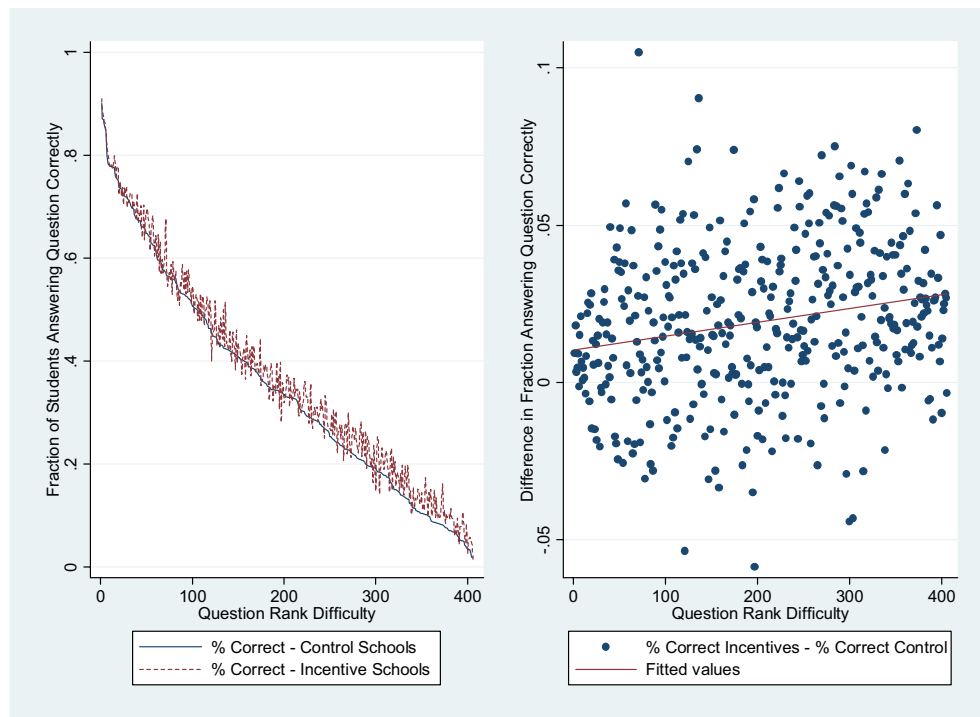 Fraction of Students Answering Question Correctly
1
.8
.6
.4
.2
0
0 100 200 300 400
Question Rank Difficulty
% Correct - Control Schools
% Correct - Incentive Schools
Difference in Fraction Answering Question Correctly
.1
.05
0
-.05
0 100 200 300 400
Question Rank Difficulty
% Correct Incentives - % Correct Control
Fitted values